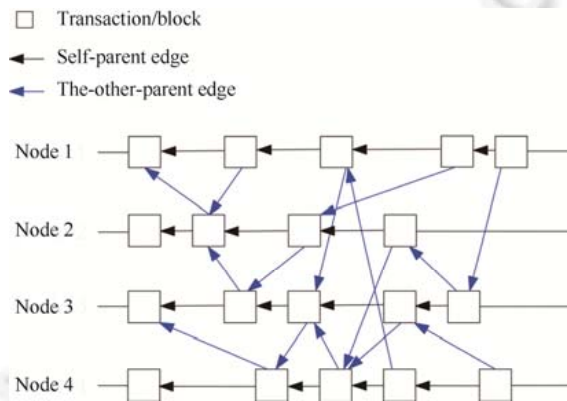 Transaction/block
Self-parent edge
The-other-parent edge
Node 1
Node 2
Node 3
Node 4